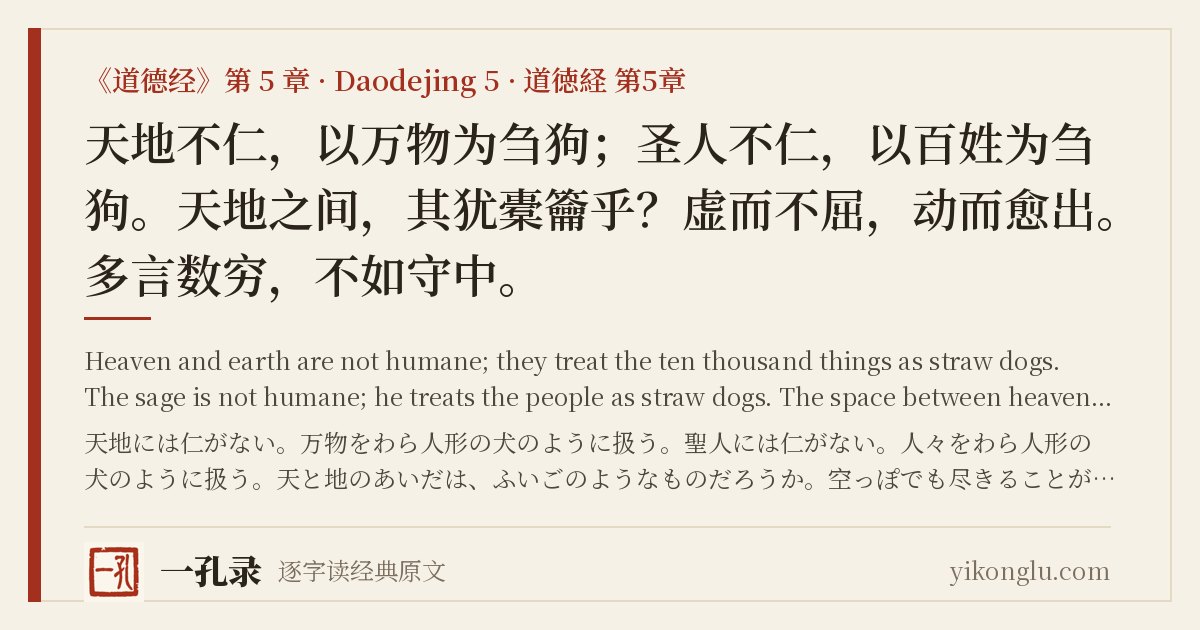 《道德经》第 5 章 · Daodejing 5 · 道徳経 第5章
天地不仁，以万物为刍狗；圣人不仁，以百姓为刍
狗。天地之间，其犹橐籥乎？虚而不屈，动而愈出。
多言数穷，不如守中。
Heaven and earth are not humane; they treat the ten thousand things as straw dogs.
The sage is not humane; he treats the people as straw dogs. The space between heaven...
天地には仁がない。万物をわら人形の犬のように扱う。聖人には仁がない。人々をわら人形の
犬のように扱う。天と地のあいだは、ふいごのようなものだろうか。空っぽでも尽きることが…
一孔
一孔录 逐字读经典原文 yikonglu.com